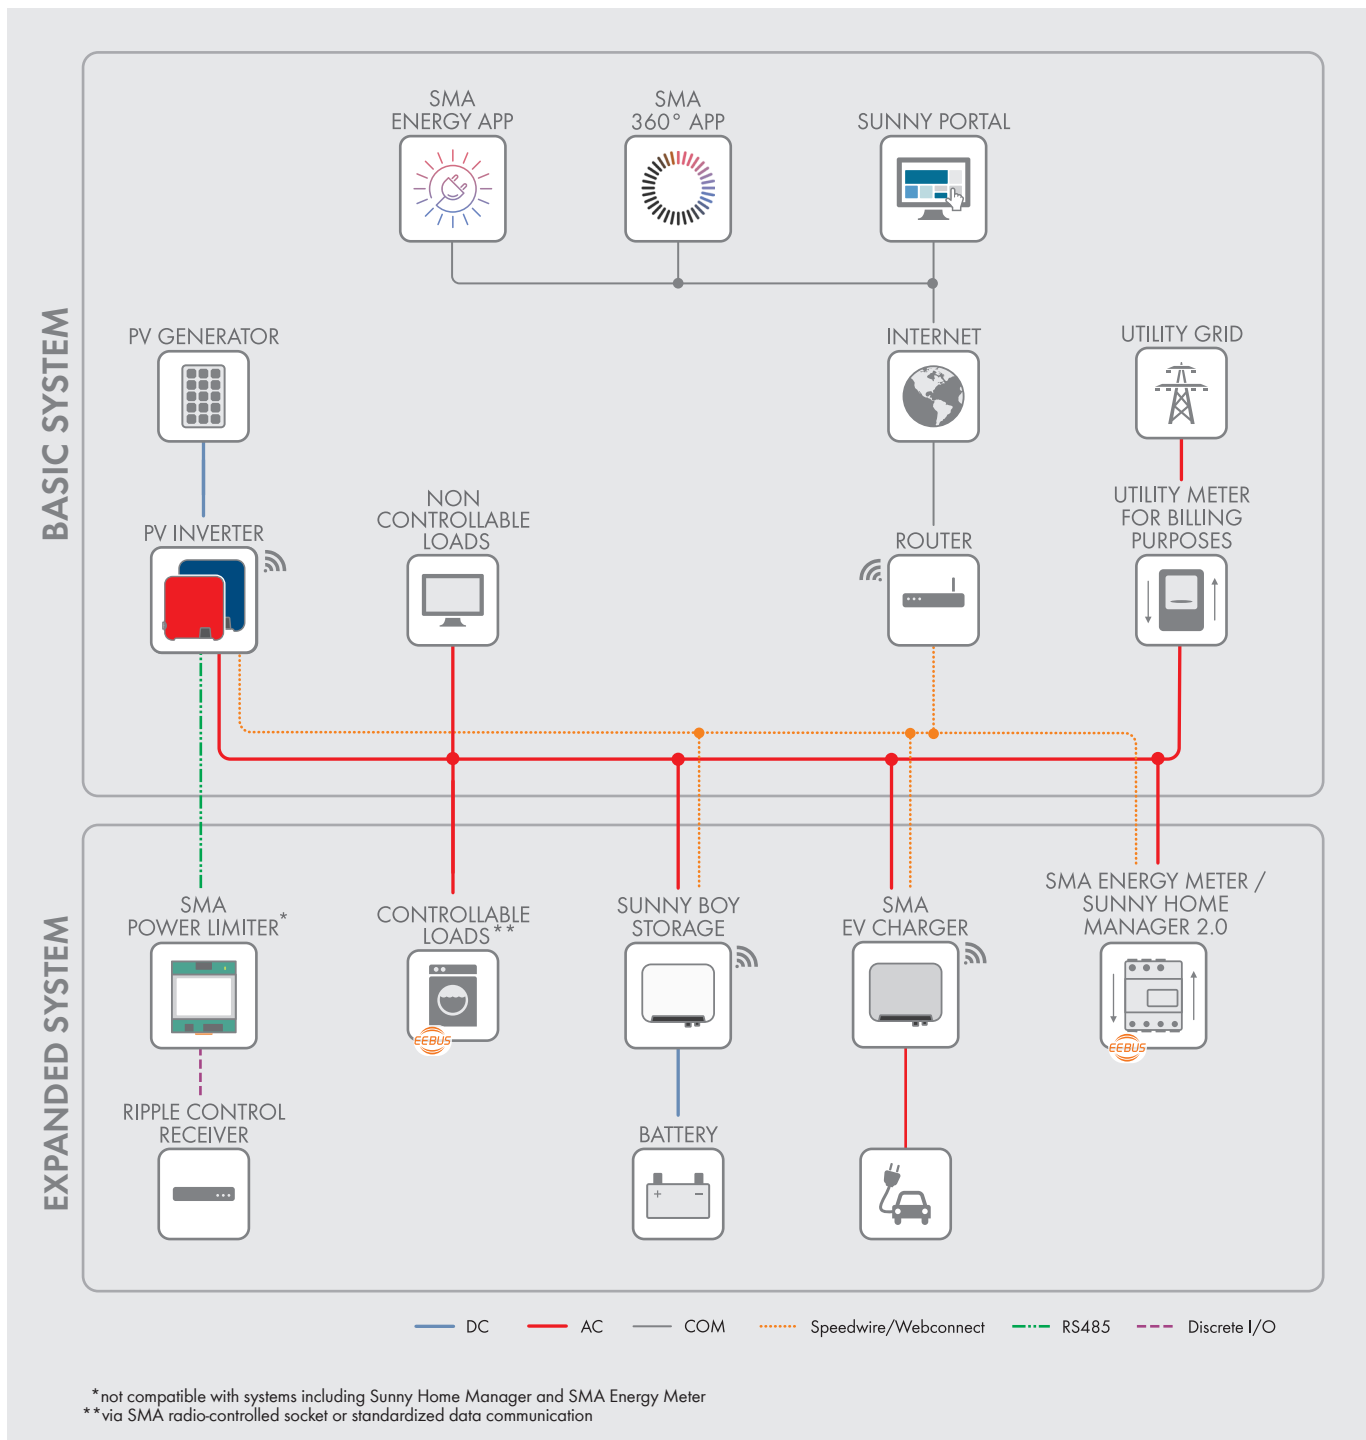 BASIC SYSTEM
SMA
ENERGY APP
SMA
360° APP
SUNNY PORTAL
PV GENERATOR
INTERNET
UTILITY GRID
PV INVERTER
NON
CONTROLLABLE
LOADS
ROUTER
UTILITY METER
FOR BILLING
PURPOSES
EXPANDED SYSTEM
SMA
POWER LIMITER*
CONTROLLABLE
LOADS**
EEBUS
SUNNY BOY
STORAGE
SMA
EV CHARGER
SMA ENERGY METER /
SUNNY HOME
MANAGER 2.0
EEBUS
RIPPLE CONTROL
RECEIVER
BATTERY
+ −
DC
AC
COM
Speedwire/Webconnect
RS485
Discrete I/O
*not compatible with systems including Sunny Home Manager and SMA Energy Meter
**via SMA radio-controlled socket or standardized data communication